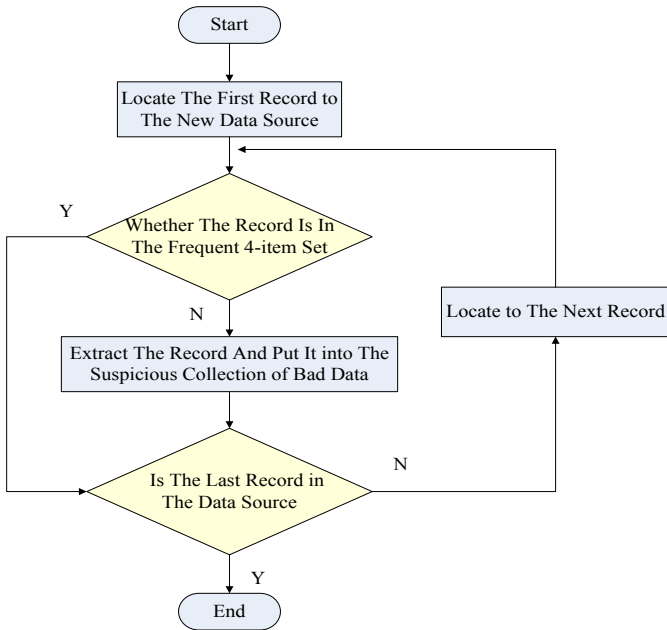 Start
Locate The First Record to
The New Data Source
Y
Whether The Record Is In
The Frequent 4-item Set
N
Locate to The Next Record
Extract The Record And Put It into The
Suspicious Collection of Bad Data
Is The Last Record in
The Data Source
N
Y
End